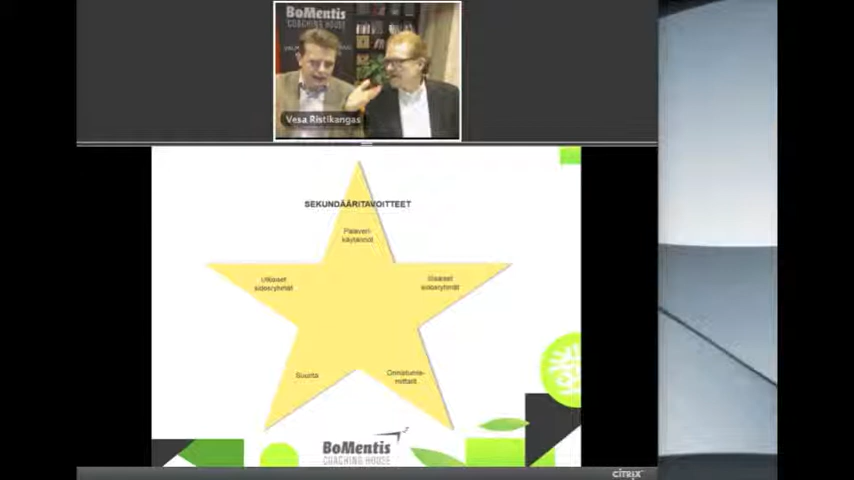 BoMentis
COACHING HOUSE
Vesa Ristikangas
SEKUNDÄÄRITAVOITTEET
Palaveri-
käytännöt
Ulkoiset
sidosryhmät
Sisäiset
sidosryhmät
Suunta
Onnistumis-
mittarit
BoMentis
COACHING HOUSE
CITRIX